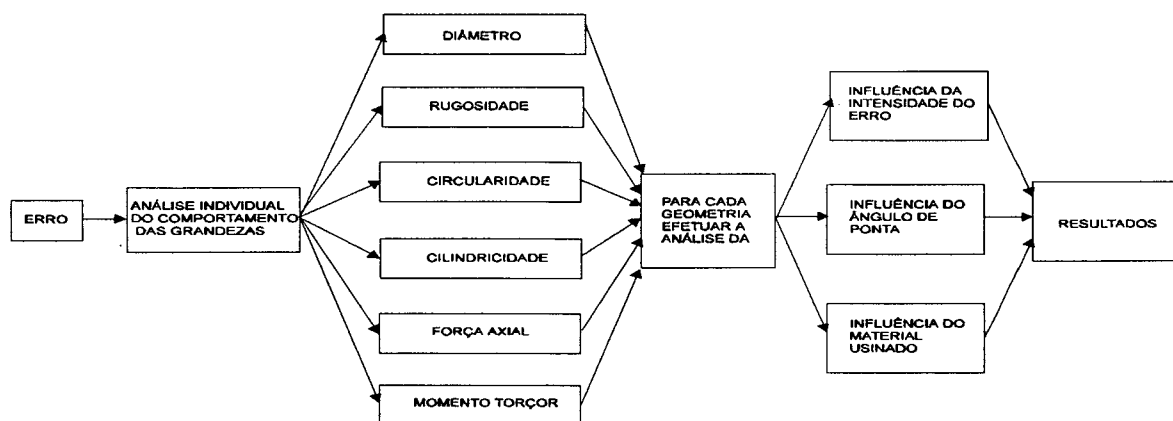 ERRO
ANÁLISE INDIVIDUAL
DO COMPORTAMENTO
DAS GRANDEZAS
DIÂMETRO
RUGOSIDADE
CIRCULARIDADE
CILINDRICIDADE
FORÇA AXIAL
MOMENTO TORÇOR
PARA CADA
GEOMETRIA
EFETUAR A
ANÁLISE DA
INFLUÊNCIA DA
INTENSIDADE DO
ERRO
INFLUÊNCIA DO
ÂNGULO DE
PONTA
INFLUÊNCIA DO
MATERIAL
USINADO
RESULTADOS